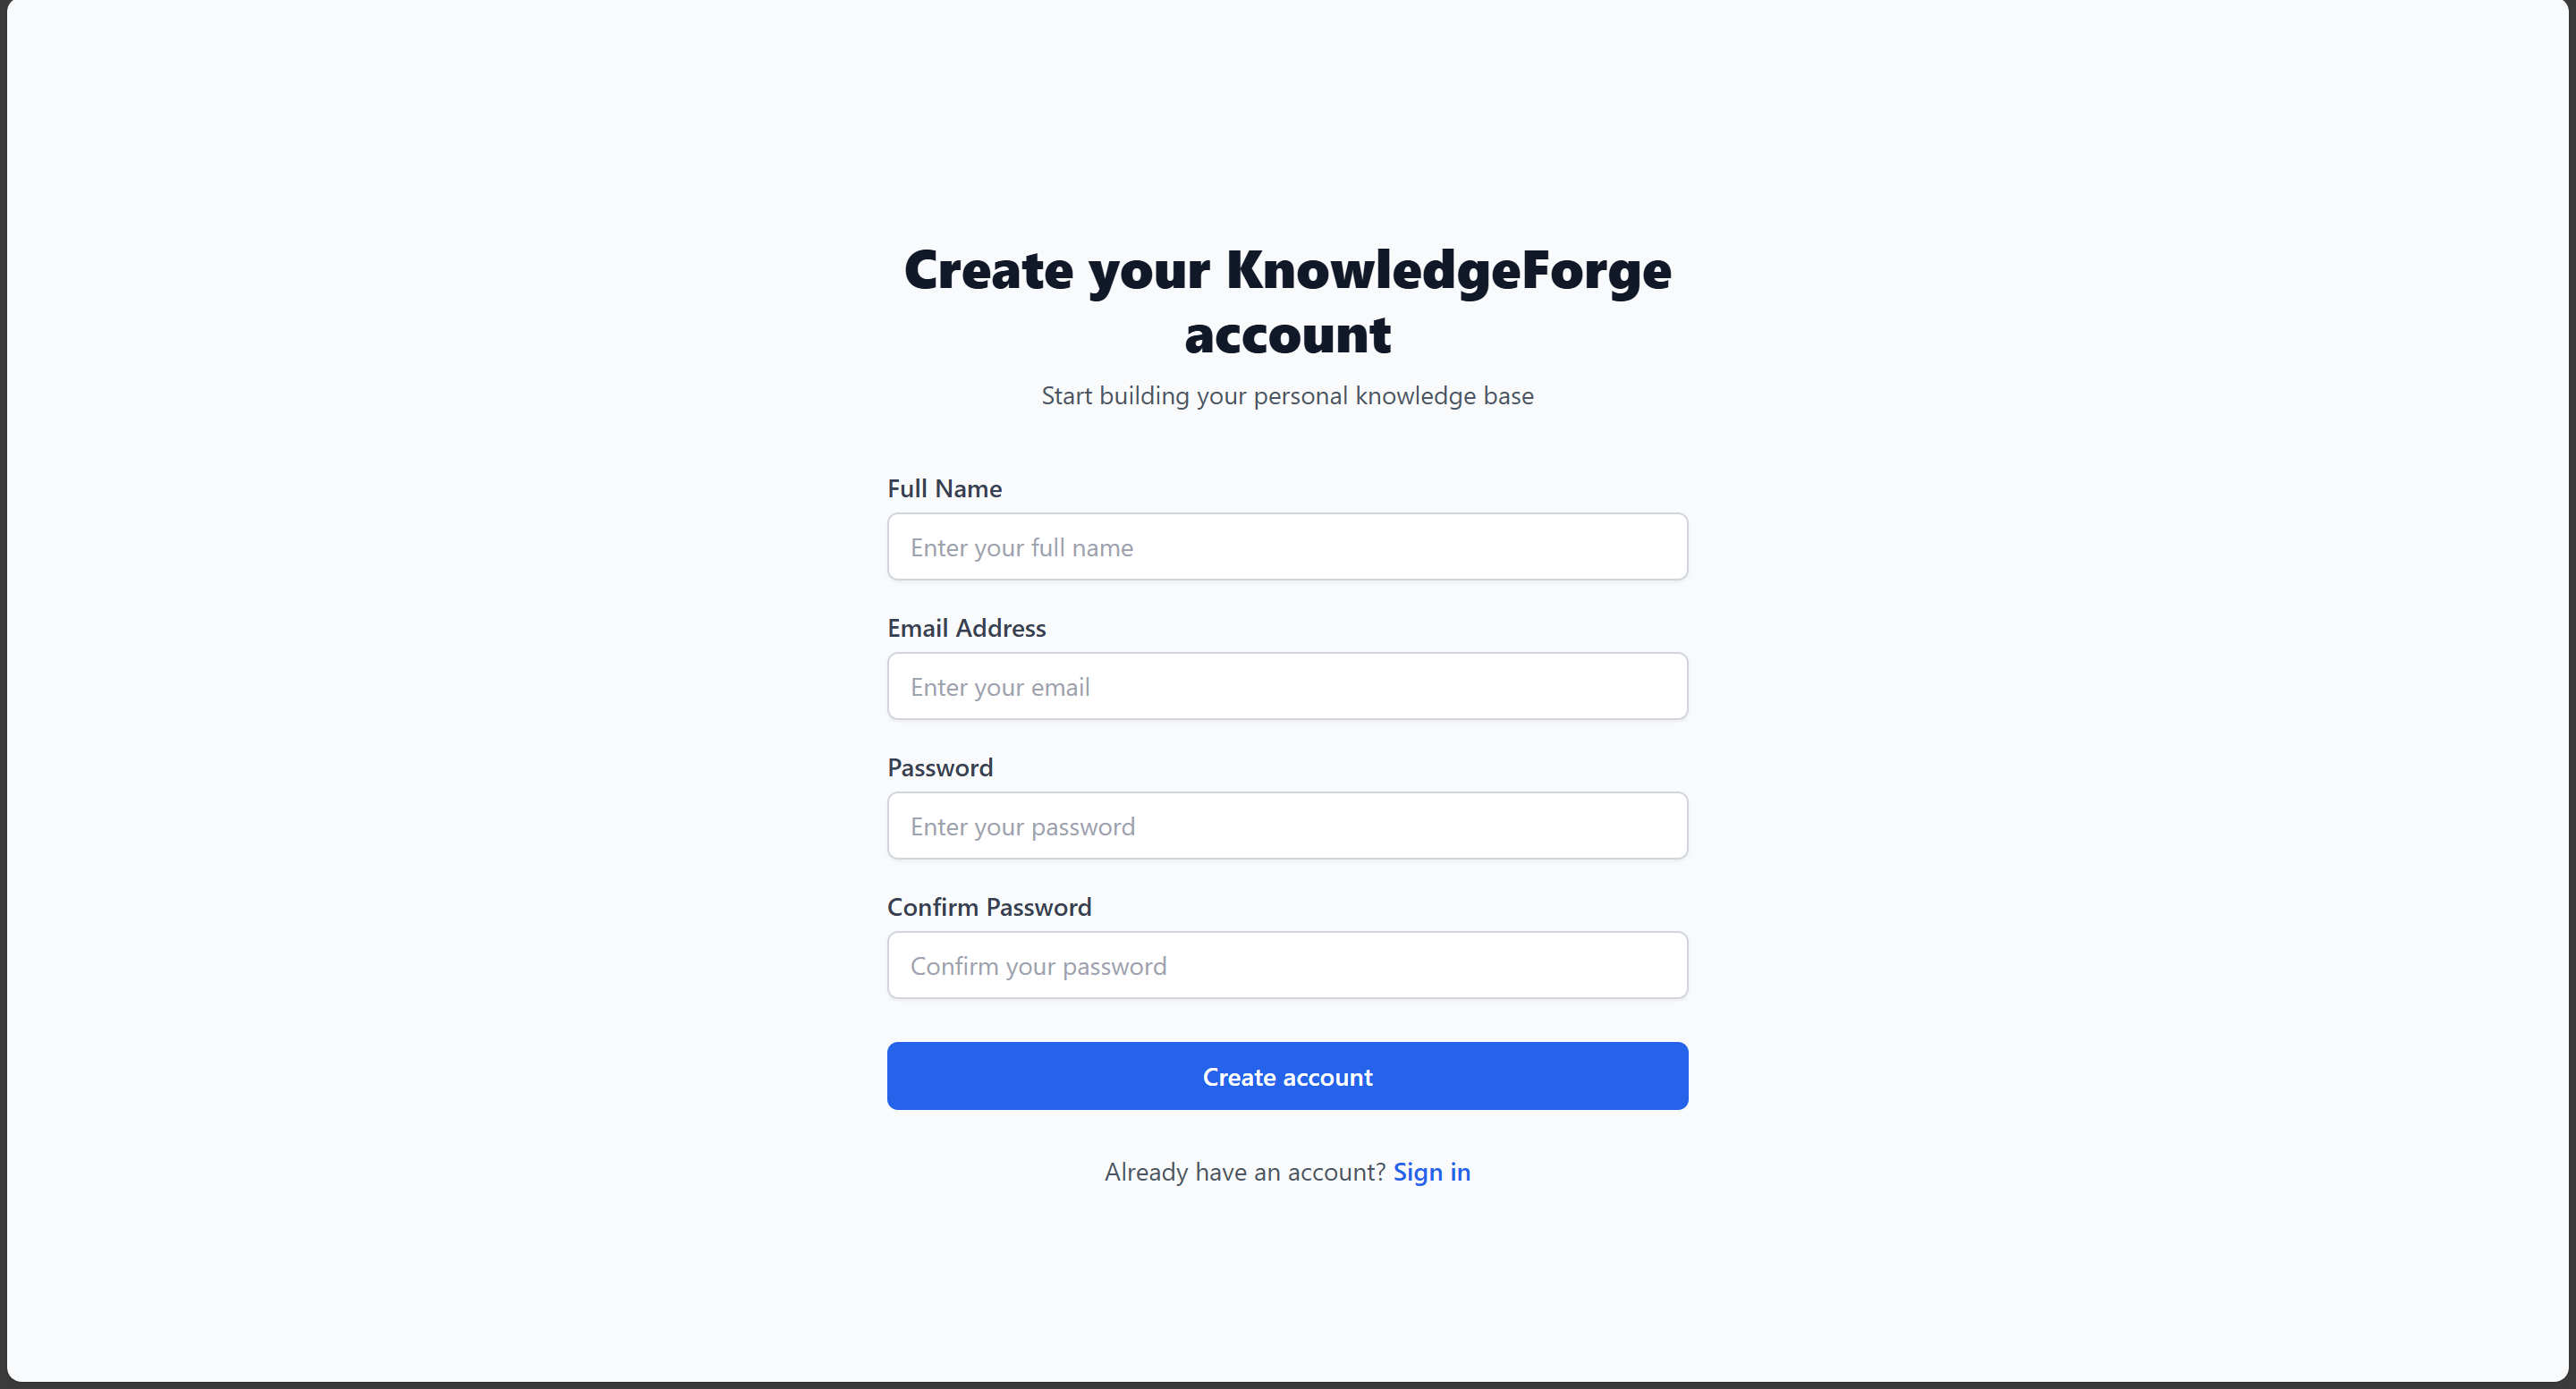 Create your KnowledgeForge
account
Start building your personal knowledge base
Full Name
Enter your full name
Email Address
Enter your email
Password
Enter your password
Confirm Password
Confirm your password
Create account
Already have an account? Sign in